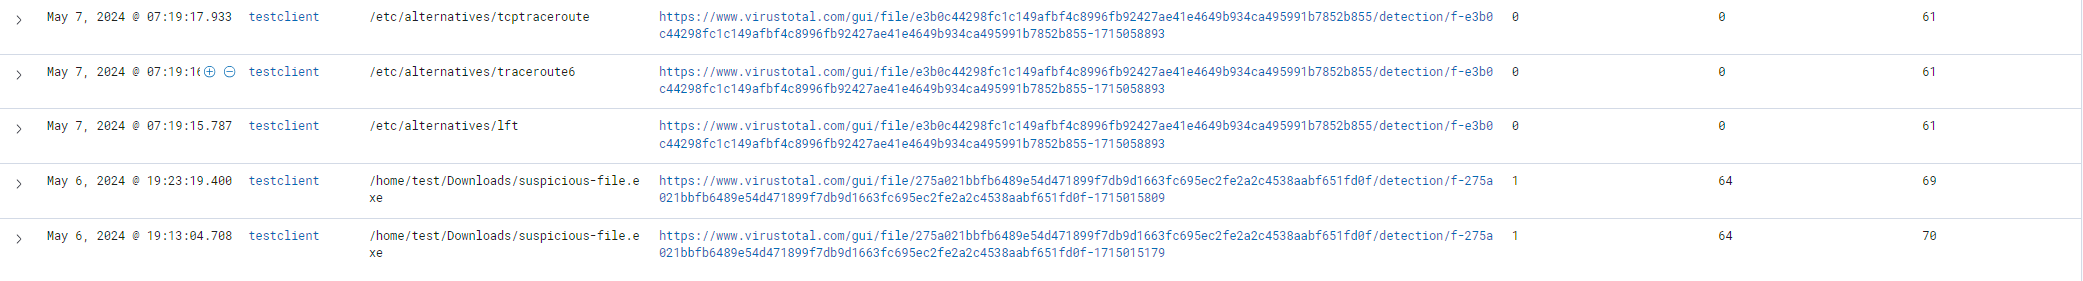 May 7, 2024 @ 07:19:17.933 testclient /etc/alternatives/tcptraceroute https://www.virustotal.com/gui/file/e3b0c44298fc1c149afbf4c8996fb92427ae41e4649b934ca495991b7852b855/detection/f-e3b0 0 0 61
c44298fc1c149afbf4c8996fb92427ae41e4649b934ca495991b7852b855-1715058893
May 7, 2024 @ 07:19:16 testclient /etc/alternatives/traceroute6 https://www.virustotal.com/gui/file/e3b0c44298fc1c149afbf4c8996fb92427ae41e4649b934ca495991b7852b855/detection/f-e3b0 0 0 61
c44298fc1c149afbf4c8996fb92427ae41e4649b934ca495991b7852b855-1715058893
May 7, 2024 @ 07:19:15.787 testclient /etc/alternatives/lft https://www.virustotal.com/gui/file/e3b0c44298fc1c149afbf4c8996fb92427ae41e4649b934ca495991b7852b855/detection/f-e3b0 0 0 61
c44298fc1c149afbf4c8996fb92427ae41e4649b934ca495991b7852b855-1715058893
May 6, 2024 @ 19:23:19.400 testclient /home/test/Downloads/suspicious-file.e https://www.virustotal.com/gui/file/275a021bbfb6489e54d471899f7db9d1663fc695ec2fe2a2c4538aabf651fd0f/detection/f-275a 1 64 69
xe 021bbfb6489e54d471899f7db9d1663fc695ec2fe2a2c4538aabf651fd0f-1715015809
May 6, 2024 @ 19:13:04.708 testclient /home/test/Downloads/suspicious-file.e https://www.virustotal.com/gui/file/275a021bbfb6489e54d471899f7db9d1663fc695ec2fe2a2c4538aabf651fd0f/detection/f-275a 1 64 70
xe 021bbfb6489e54d471899f7db9d1663fc695ec2fe2a2c4538aabf651fd0f-1715015179